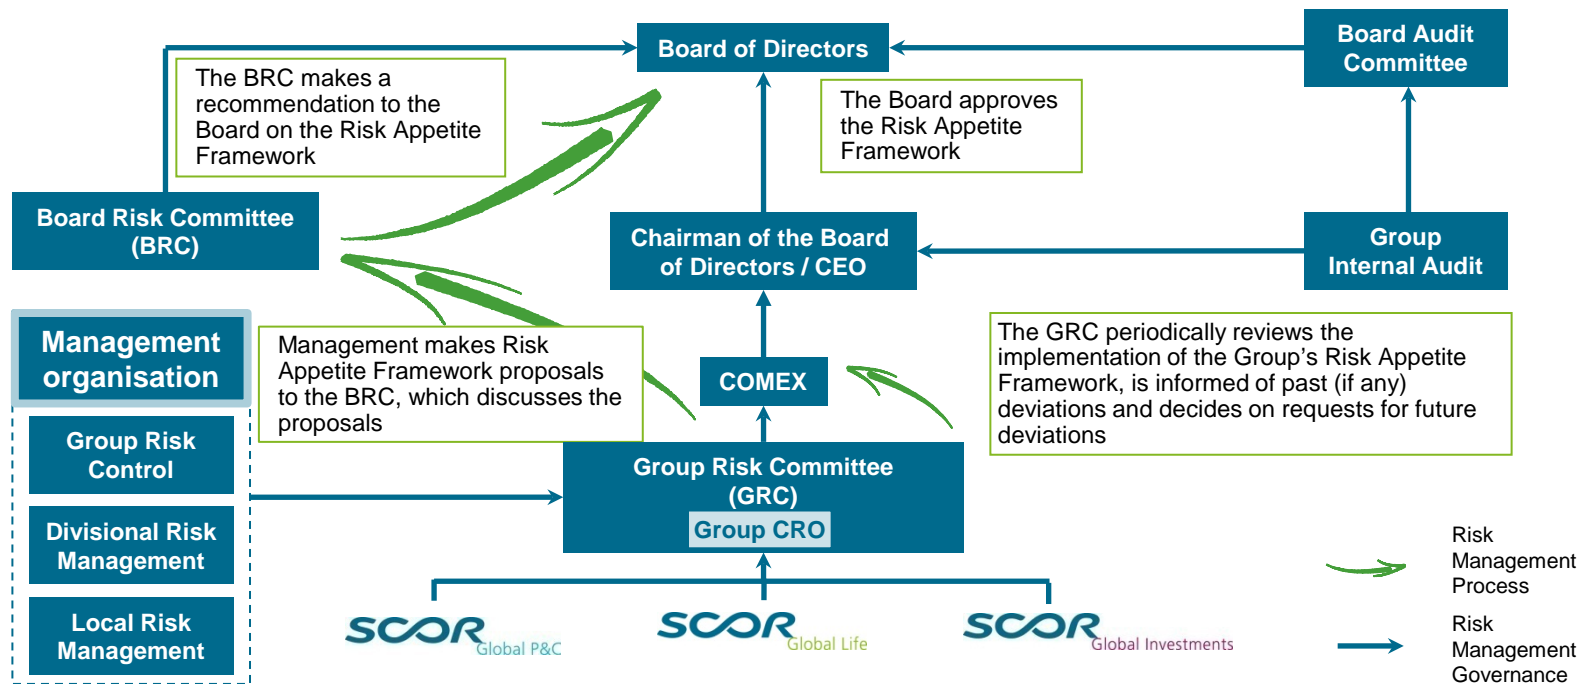 Board of Directors
Board Audit
Committee
The BRC makes a
recommendation to the
Board on the Risk Appetite
Framework
The Board approves
the Risk Appetite
Framework
Board Risk Committee
(BRC)
Chairman of the Board
of Directors / CEO
Group
Internal Audit
Management
organisation
Management makes Risk
Appetite Framework proposals
to the BRC, which discusses the
proposals
COMEX
The GRC periodically reviews the
implementation of the Group’s Risk Appetite
Framework, is informed of past (if any)
deviations and decides on requests for future
deviations
Group Risk
Control
Divisional Risk
Management
Local Risk
Management
Group Risk Committee
(GRC)
Group CRO
SCOR
Global P&C
SCOR
Global Life
SCOR
Global Investments
Risk
Management
Process
Risk
Management
Governance